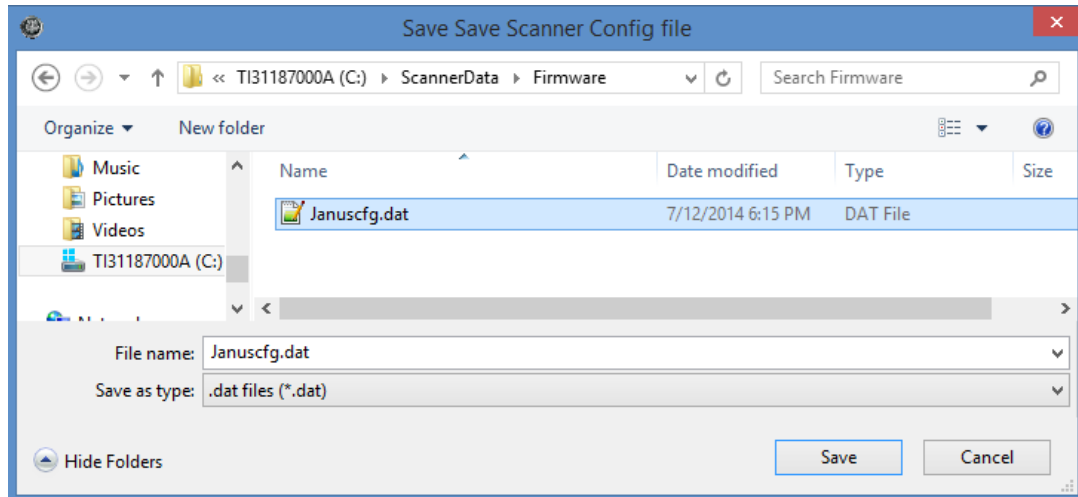 Save Save Scanner Config file
« TI31187000A (C:) ScannerData Firmware Search Firmware
Organize New folder
Name Date modified Type Size
Music
Januscfg.dat 7/12/2014 6:15 PM DAT File
Pictures
Videos
TI31187000A (C:)
File name: Januscfg.dat
Save as type: .dat files (*.dat)
Hide Folders Save Cancel